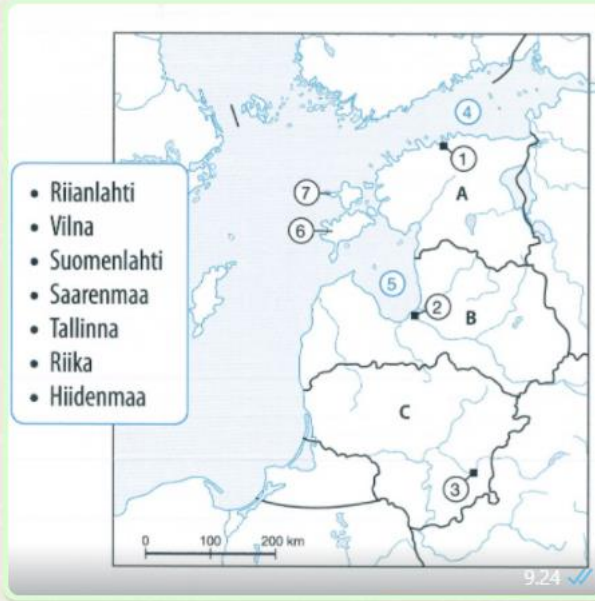 • Riianlahti
• Vilna
• Suomenlahti
• Saarenmaa
• Tallinna
• Riika
• Hiidenmaa
4
1
7
A
6
5
2
B
C
3
0 100 200 km
9.24